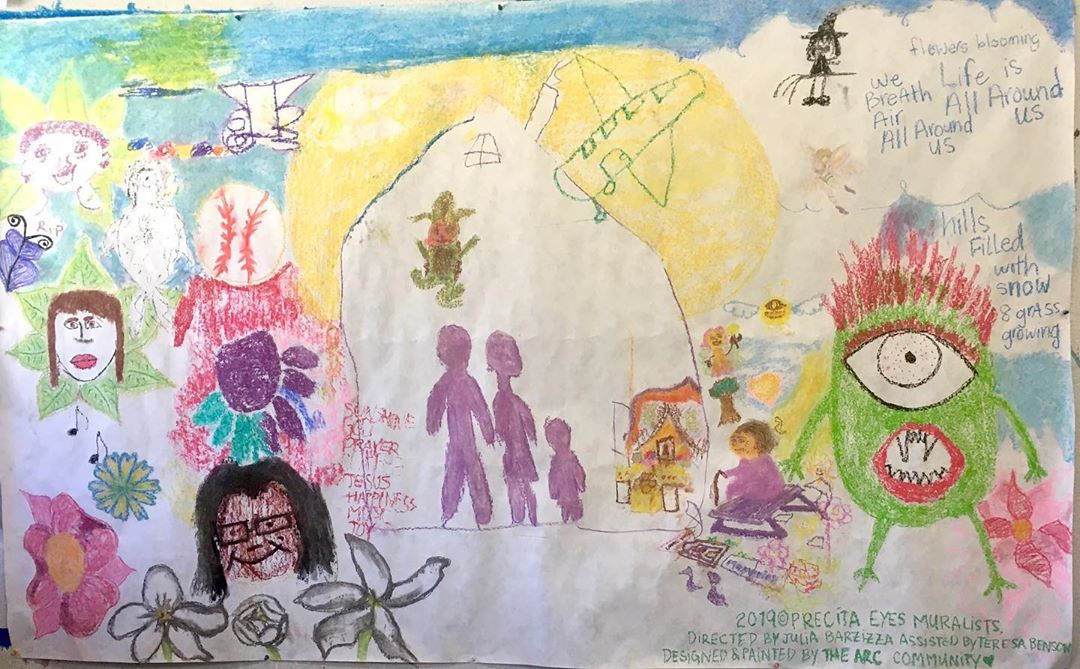 flowers blooming
Life is
All Around
us
we
BreAth
Air
All Around
us
hills
Filled
with
snow
& grass
growing
RIP
GOD
PRAYER
JESUS
HAPPINESS
JOY
2019©PRECITA EYES MURALISTS.
DIRECTED BY JULIA BARZIZZA ASSISTED BY TERESA BENSON
DESIGNED & PAINTED BY THE ARC COMMUNITY